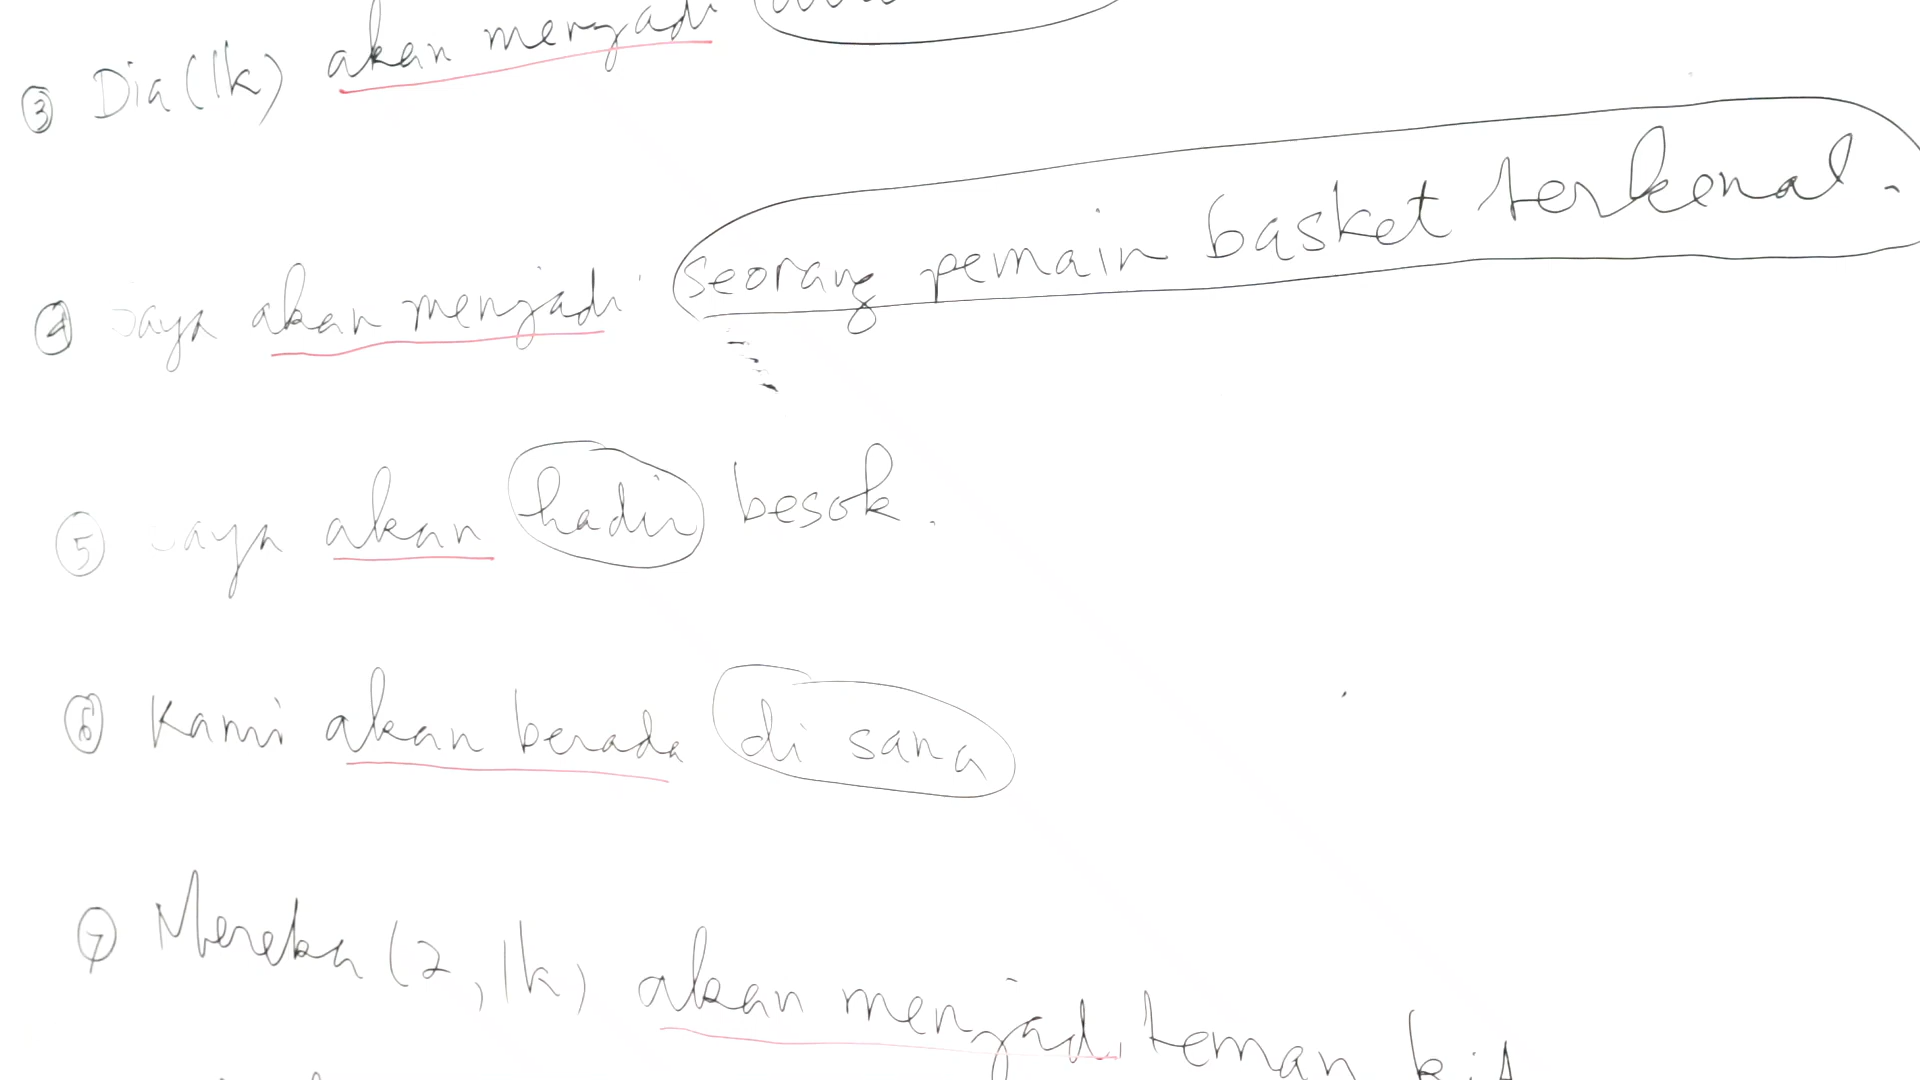 ③ Dia (lk) akan menjadi
④ Saya akan menjadi seorang pemain basket terkenal.
⑤ Saya akan hadir besok.
⑥ Kami akan berada di sana
⑦ Mereka (2, lk) akan menjadi teman